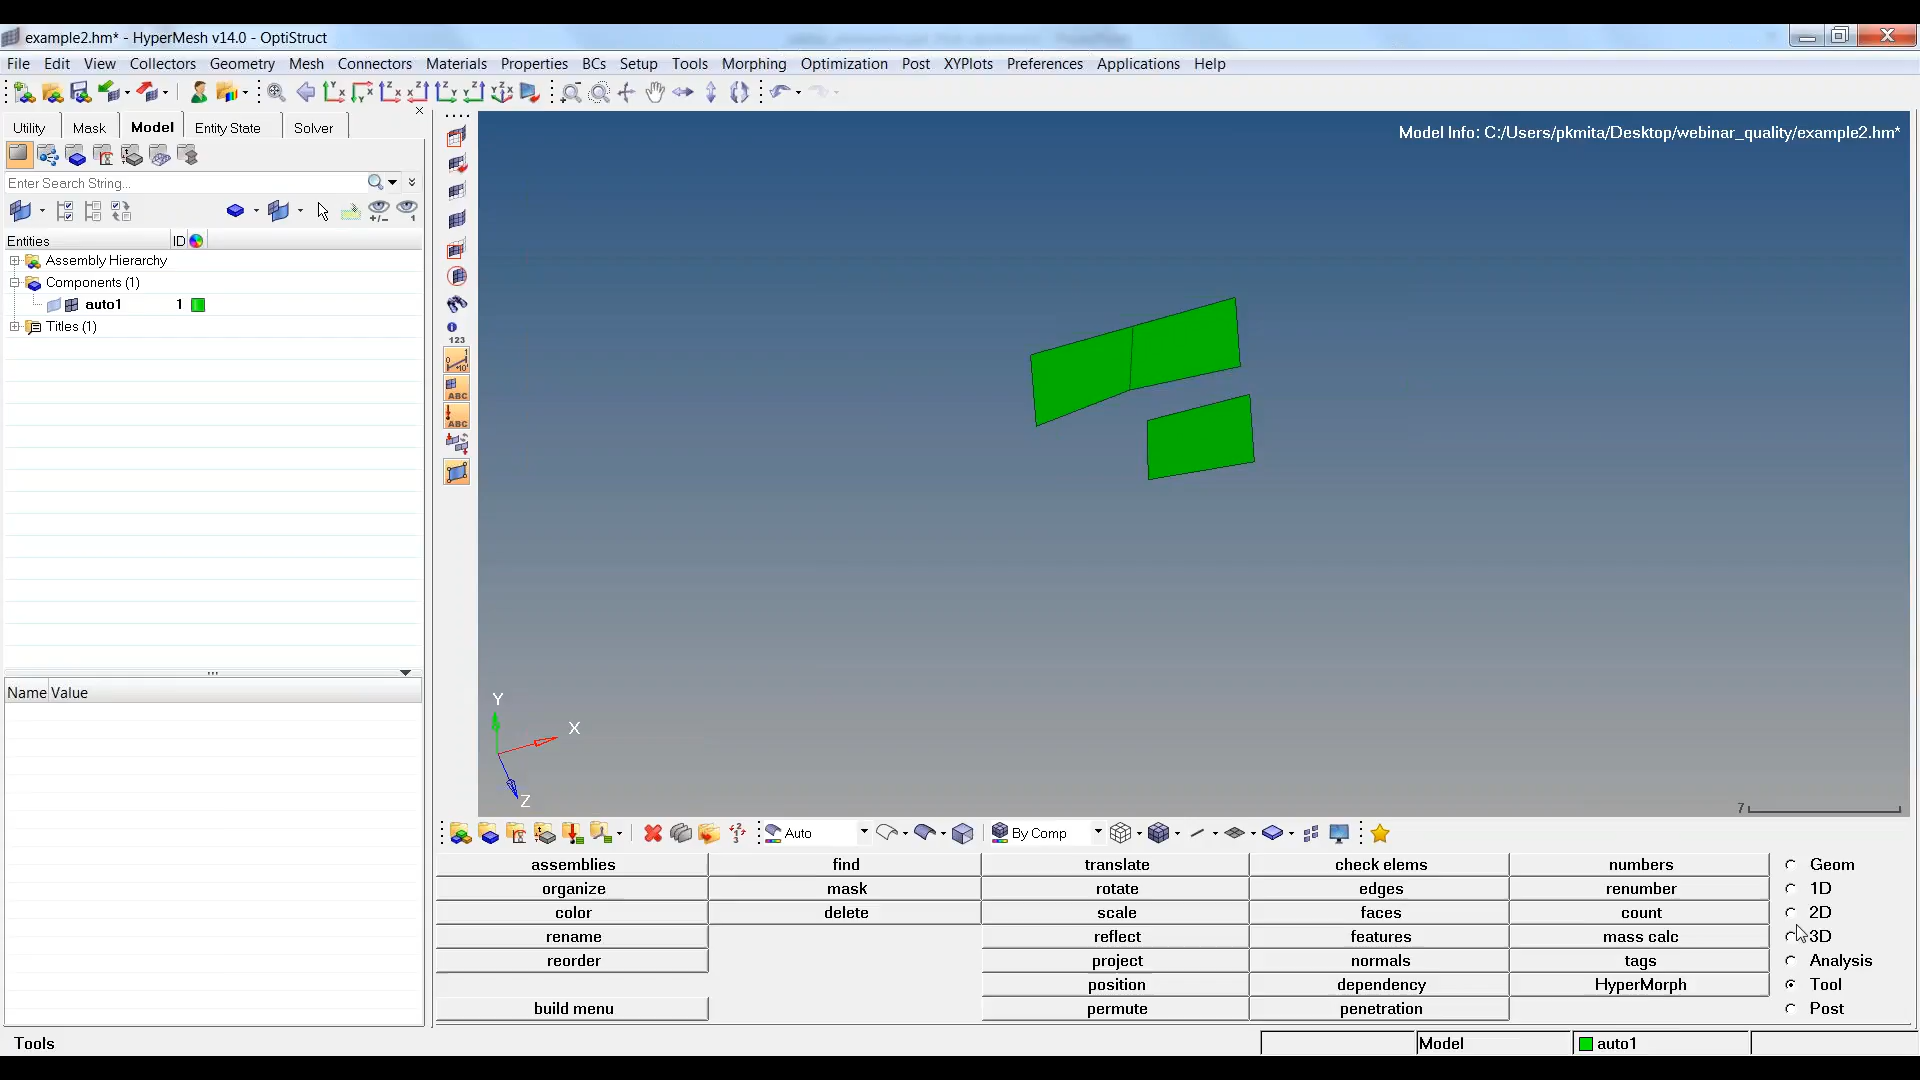 example2.hm* - HyperMesh v14.0 - OptiStruct
File Edit View Collectors Geometry Mesh Connectors Materials Properties BCs Setup Tools Morphing Optimization Post XYPlots Preferences Applications Help
Utility Mask Model Entity State Solver
Model Info: C:/Users/pkmita/Desktop/webinar_quality/example2.hm*
Enter Search String...
Entities ID
Assembly Hierarchy
Components (1)
auto1 1
Titles (1)
123
ABC
ABC
Name Value
Y
X
Z
7
Auto By Comp
assemblies find translate check elems numbers Geom
organize mask rotate edges renumber 1D
color delete scale faces count 2D
rename reflect features mass calc 3D
reorder project normals tags Analysis
position dependency HyperMorph Tool
build menu permute penetration Post
Tools Model auto1